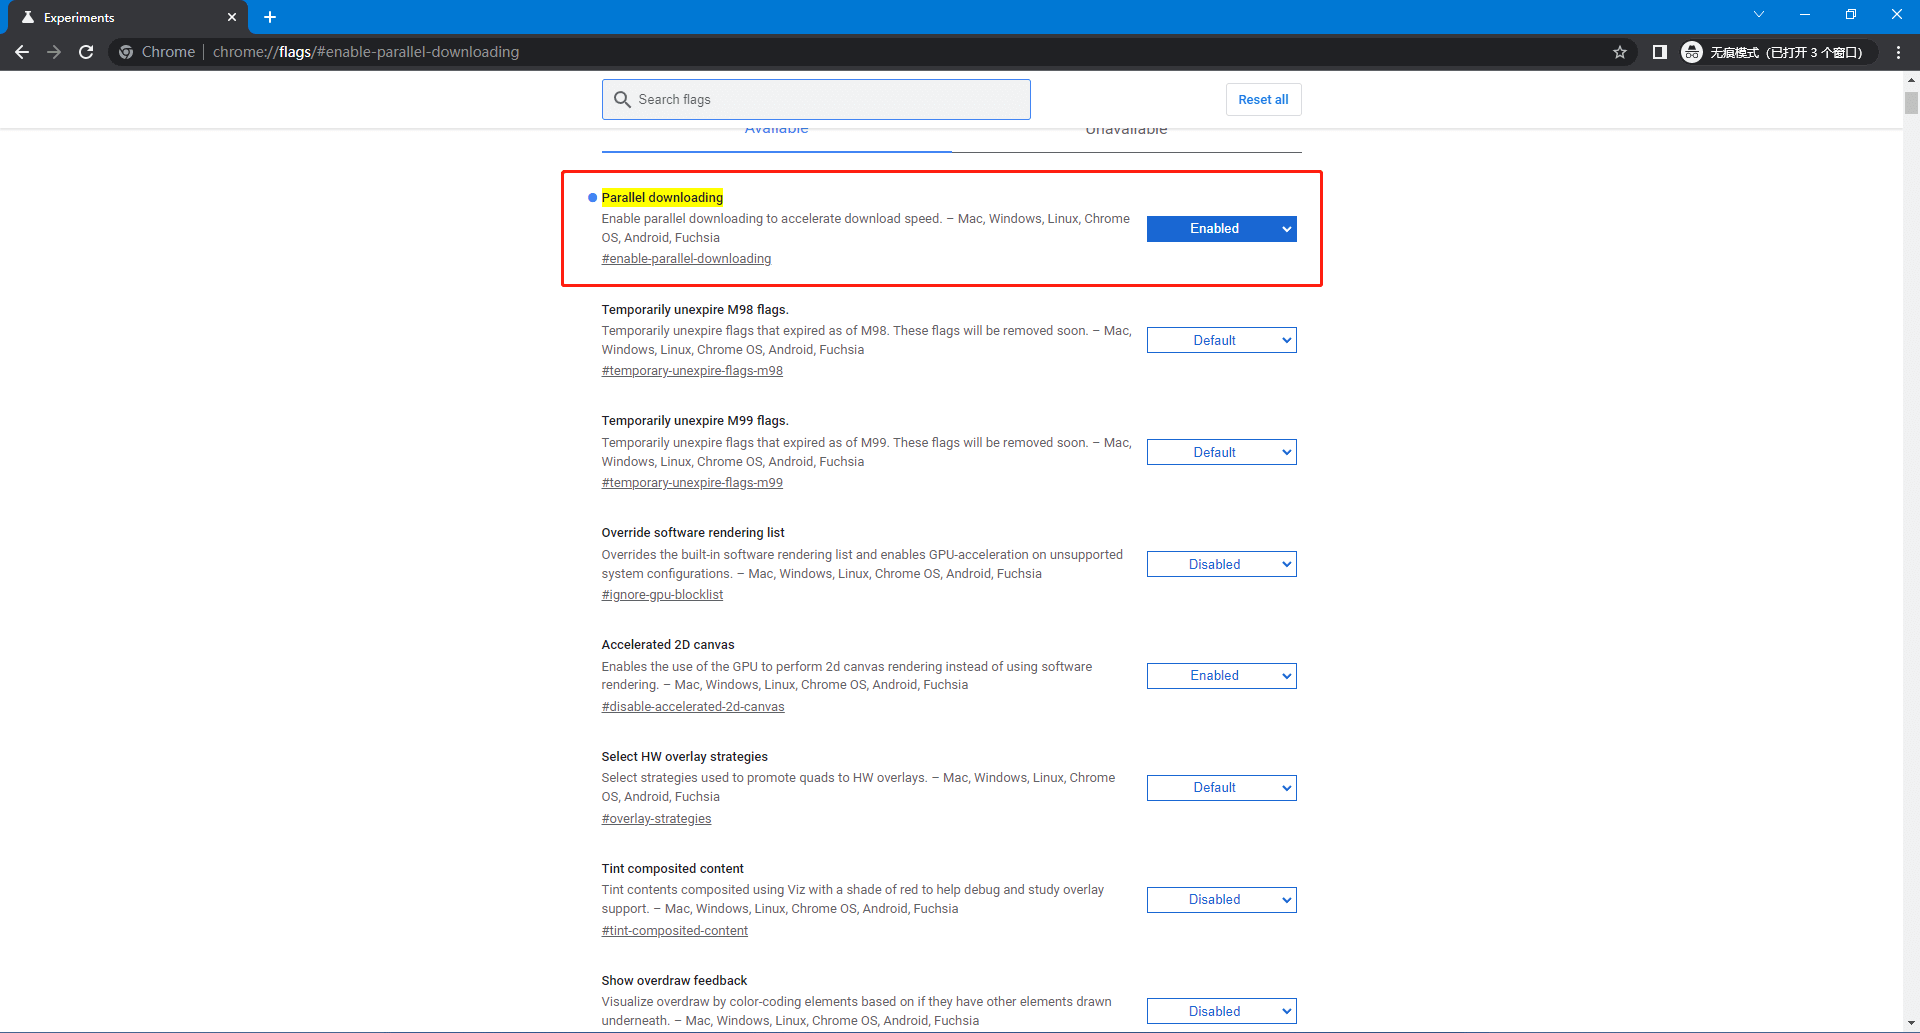 Experiments
Chrome | chrome://flags/#enable-parallel-downloading
无痕模式（已打开 3 个窗口）
Search flags
Reset all
Available
Unavailable
Parallel downloading
Enable parallel downloading to accelerate download speed. – Mac, Windows, Linux, Chrome
OS, Android, Fuchsia
Enabled
#enable-parallel-downloading
Temporarily unexpire M98 flags.
Temporarily unexpire flags that expired as of M98. These flags will be removed soon. – Mac,
Windows, Linux, Chrome OS, Android, Fuchsia
Default
#temporary-unexpire-flags-m98
Temporarily unexpire M99 flags.
Temporarily unexpire flags that expired as of M99. These flags will be removed soon. – Mac,
Windows, Linux, Chrome OS, Android, Fuchsia
Default
#temporary-unexpire-flags-m99
Override software rendering list
Overrides the built-in software rendering list and enables GPU-acceleration on unsupported
system configurations. – Mac, Windows, Linux, Chrome OS, Android, Fuchsia
Disabled
#ignore-gpu-blocklist
Accelerated 2D canvas
Enables the use of the GPU to perform 2d canvas rendering instead of using software
rendering. – Mac, Windows, Linux, Chrome OS, Android, Fuchsia
Enabled
#disable-accelerated-2d-canvas
Select HW overlay strategies
Select strategies used to promote quads to HW overlays. – Mac, Windows, Linux, Chrome
OS, Android, Fuchsia
Default
#overlay-strategies
Tint composited content
Tint contents composited using Viz with a shade of red to help debug and study overlay
support. – Mac, Windows, Linux, Chrome OS, Android, Fuchsia
Disabled
#tint-composited-content
Show overdraw feedback
Visualize overdraw by color-coding elements based on if they have other elements drawn
underneath. – Mac, Windows, Linux, Chrome OS, Android, Fuchsia
Disabled